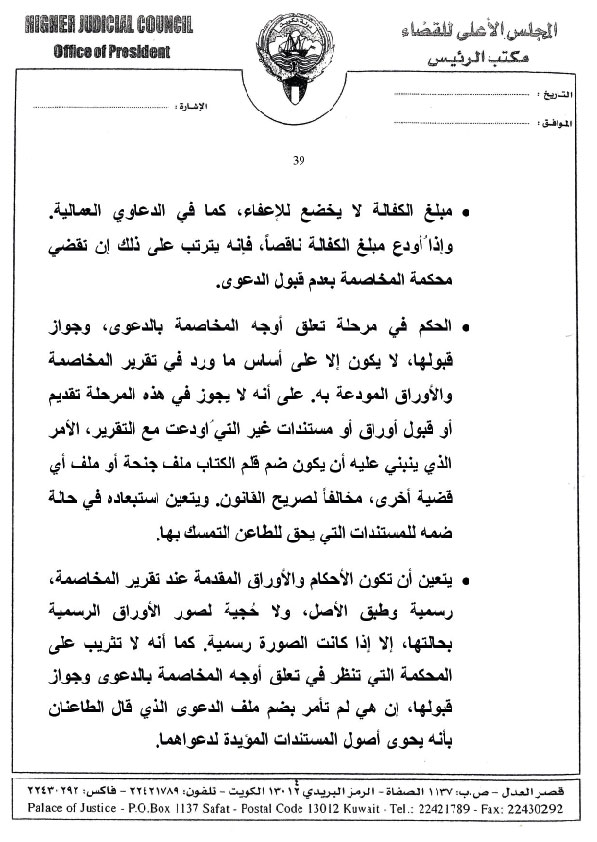 HIGHER JUDICIAL COUNCIL
Office of President
المجلس الأعلى للقضاء
مكتب الرئيس
التاريخ :
الموافق :
الإشارة :
39
• مبلغ الكفالة لا يخضع للإعفاء، كما في الدعاوي العمالية.
وإذا أودع مبلغ الكفالة ناقصاً، فإنه يترتب على ذلك إن تقضي
محكمة المخاصمة بعدم قبول الدعوى.
• الحكم في مرحلة تعلق أوجه المخاصمة بالدعوى، وجواز
قبولها، لا يكون إلا على أساس ما ورد في تقرير المخاصمة
والأوراق المودعة به. على أنه لا يجوز في هذه المرحلة تقديم
أو قبول أوراق أو مستندات غير التي اودعت مع التقرير، الأمر
الذي ينبني عليه أن يكون ضم قلم الكتاب ملف جنحة أو ملف أي
قضية أخرى، مخالفاً لصريح القانون. ويتعين استبعاده في حالة
ضمه للمستندات التي يحق للطاعن التمسك بها.
• يتعين أن تكون الأحكام والأوراق المقدمة عند تقرير المخاصمة،
رسمية وطبق الأصل، ولا حُجية لصور الأوراق الرسمية
بحالتها، إلا إذا كانت الصورة رسمية. كما أنه لا تثريب على
المحكمة التي تنظر في تعلق أوجه المخاصمة بالدعوى وجواز
قبولها، إن هي لم تأمر بضم ملف الدعوى الذي قال الطاعنان
بأنه يحوى أصول المستندات المؤيدة لدعواهما.
قصر العدل - ص.ب: ١١٣٧ الصفاة - الرمز البريدي ١٣٠١٢ الكويت - تلفون: ٢٢٤٢١٧٨٩ - فاكس: ٢٢٤٣٠٢٩٢
Palace of Justice - P.O.Box 1137 Safat - Postal Code 13012 Kuwait - Tel.: 22421789 - Fax: 22430292